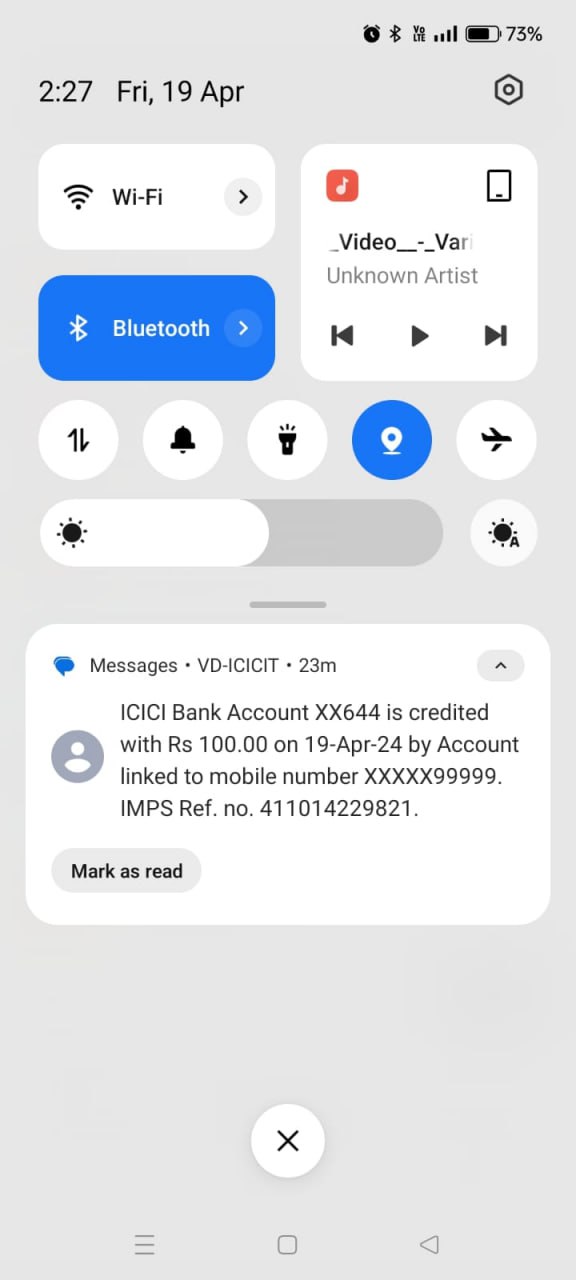 Vo LTE 73%
2:27 Fri, 19 Apr
Wi-Fi
_Video__-_Vari
Unknown Artist
Bluetooth
A
Messages • VD-ICICIT • 23m
ICICI Bank Account XX644 is credited
with Rs 100.00 on 19-Apr-24 by Account
linked to mobile number XXXXX99999.
IMPS Ref. no. 411014229821.
Mark as read